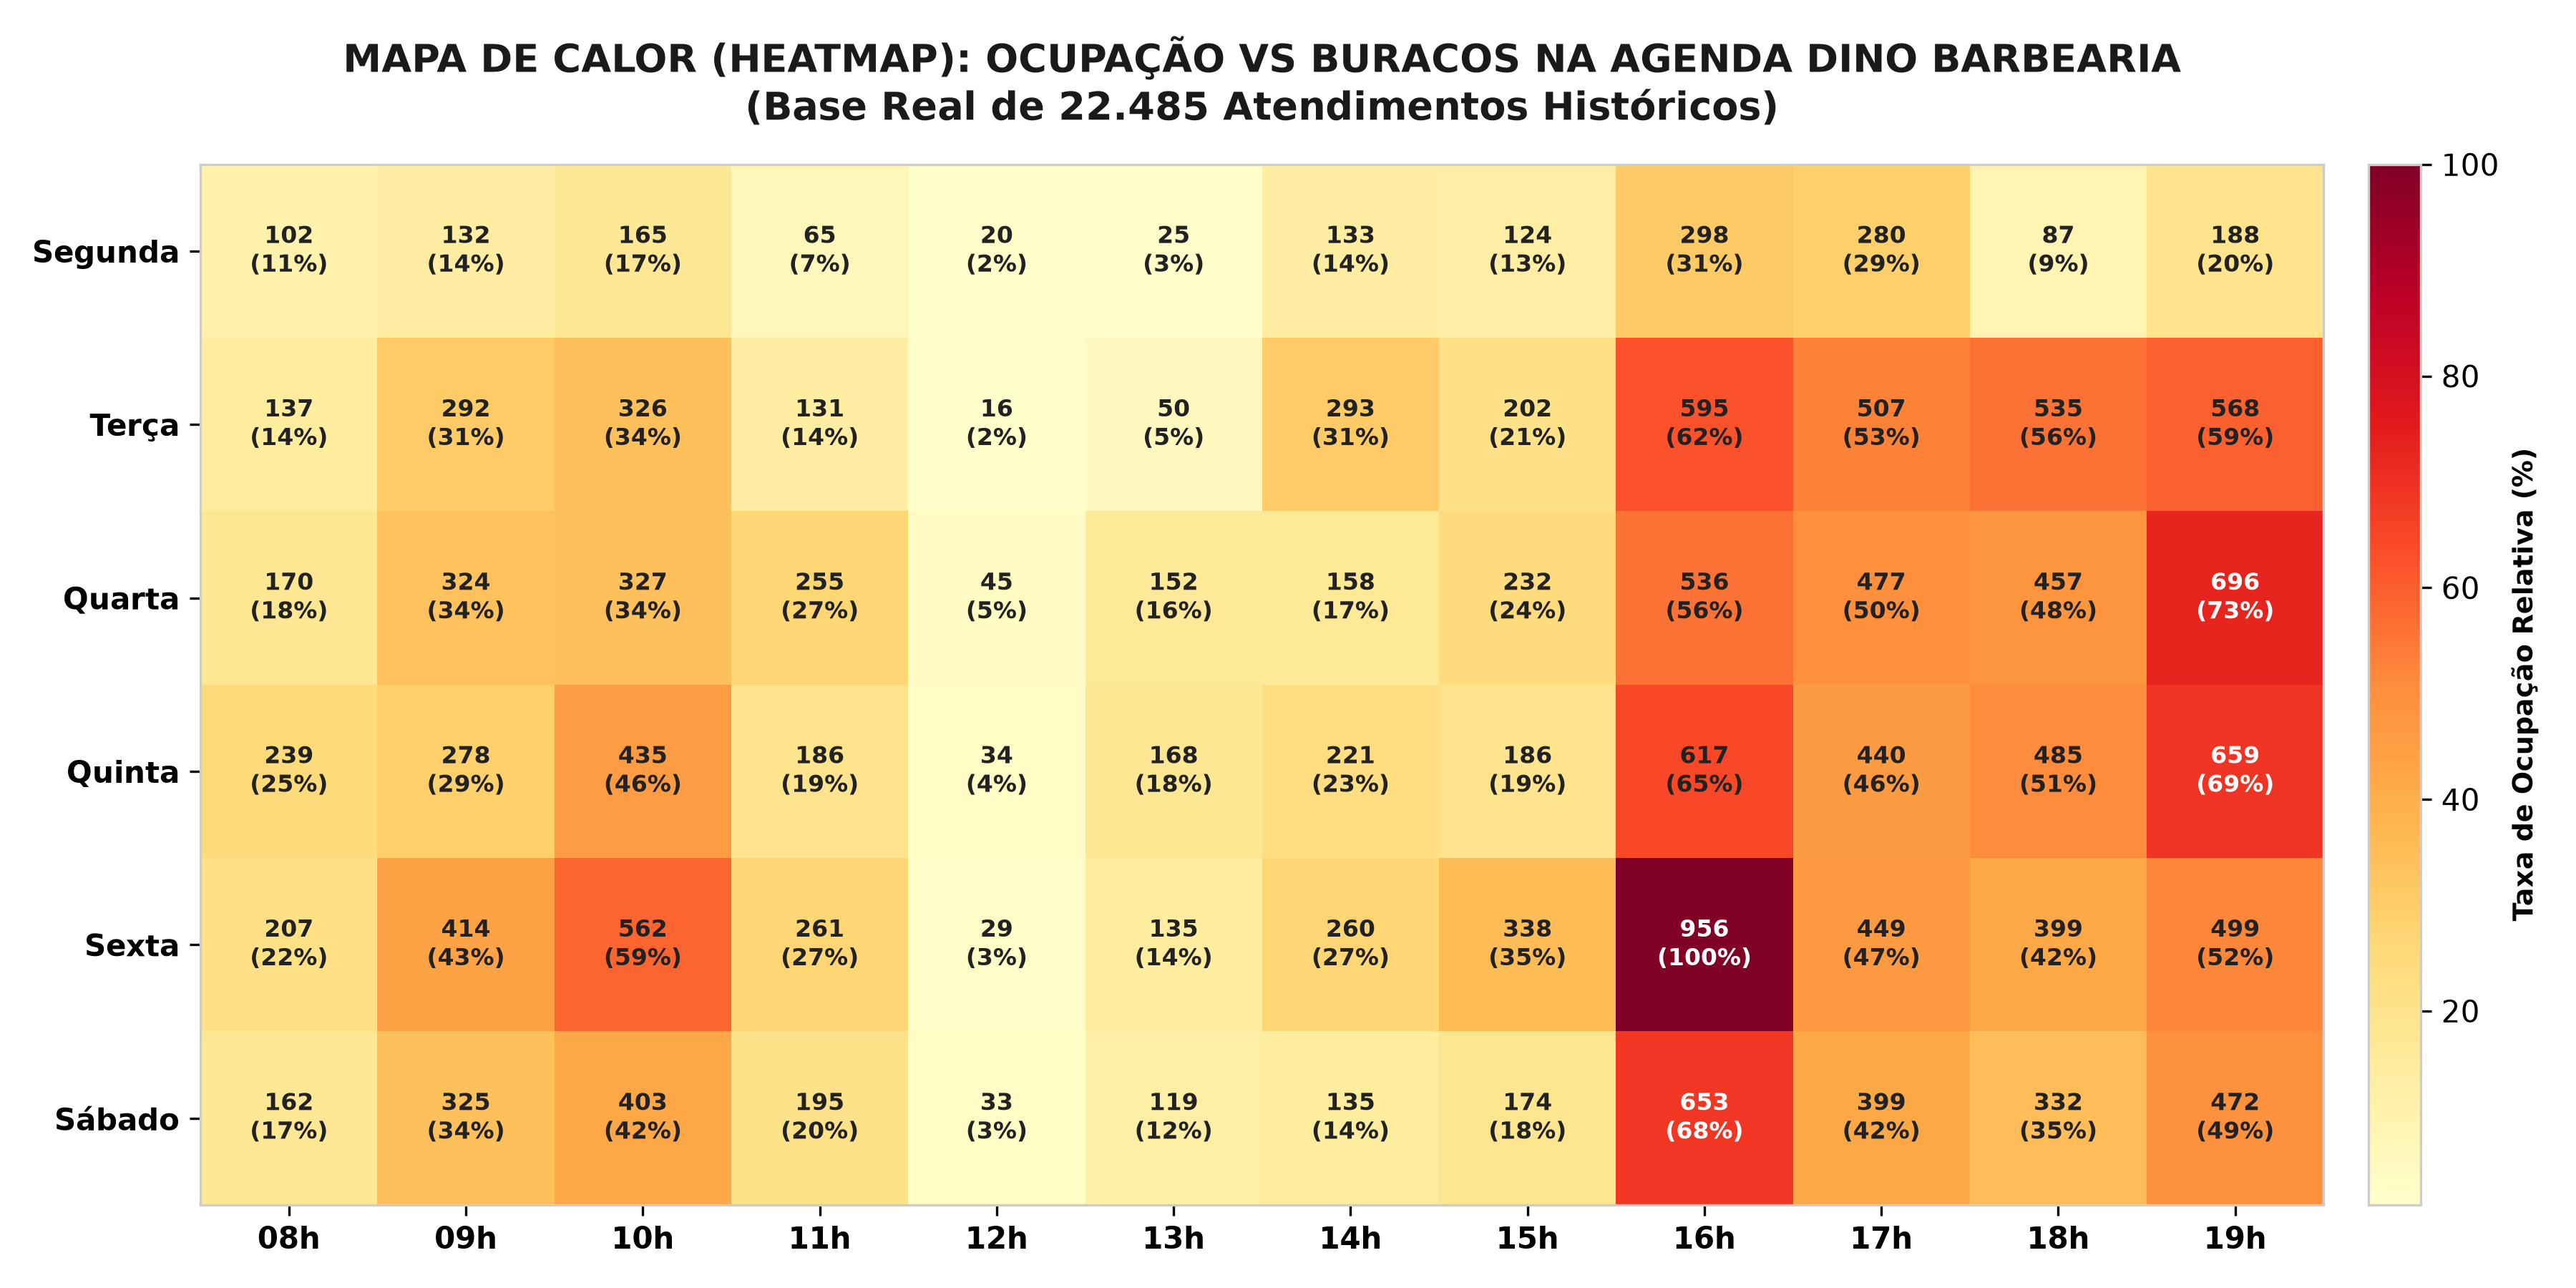 MAPA DE CALOR (HEATMAP): OCUPAÇÃO VS BURACOS NA AGENDA DINO BARBEARIA
(Base Real de 22.485 Atendimentos Históricos)
Segunda
102 132 165 65 20 25 133 124 298 280 87 188
(11%) (14%) (17%) (7%) (2%) (3%) (14%) (13%) (31%) (29%) (9%) (20%)
Terça
137 292 326 131 16 50 293 202 595 507 535 568
(14%) (31%) (34%) (14%) (2%) (5%) (31%) (21%) (62%) (53%) (56%) (59%)
Quarta
170 324 327 255 45 152 158 232 536 477 457 696
(18%) (34%) (34%) (27%) (5%) (16%) (17%) (24%) (56%) (50%) (48%) (73%)
Quinta
239 278 435 186 34 168 221 186 617 440 485 659
(25%) (29%) (46%) (19%) (4%) (18%) (23%) (19%) (65%) (46%) (51%) (69%)
Sexta
207 414 562 261 29 135 260 338 956 449 399 499
(22%) (43%) (59%) (27%) (3%) (14%) (27%) (35%) (100%) (47%) (42%) (52%)
Sábado
162 325 403 195 33 119 135 174 653 399 332 472
(17%) (34%) (42%) (20%) (3%) (12%) (14%) (18%) (68%) (42%) (35%) (49%)
08h 09h 10h 11h 12h 13h 14h 15h 16h 17h 18h 19h
100
80
60
40
20
Taxa de Ocupação Relativa (%)